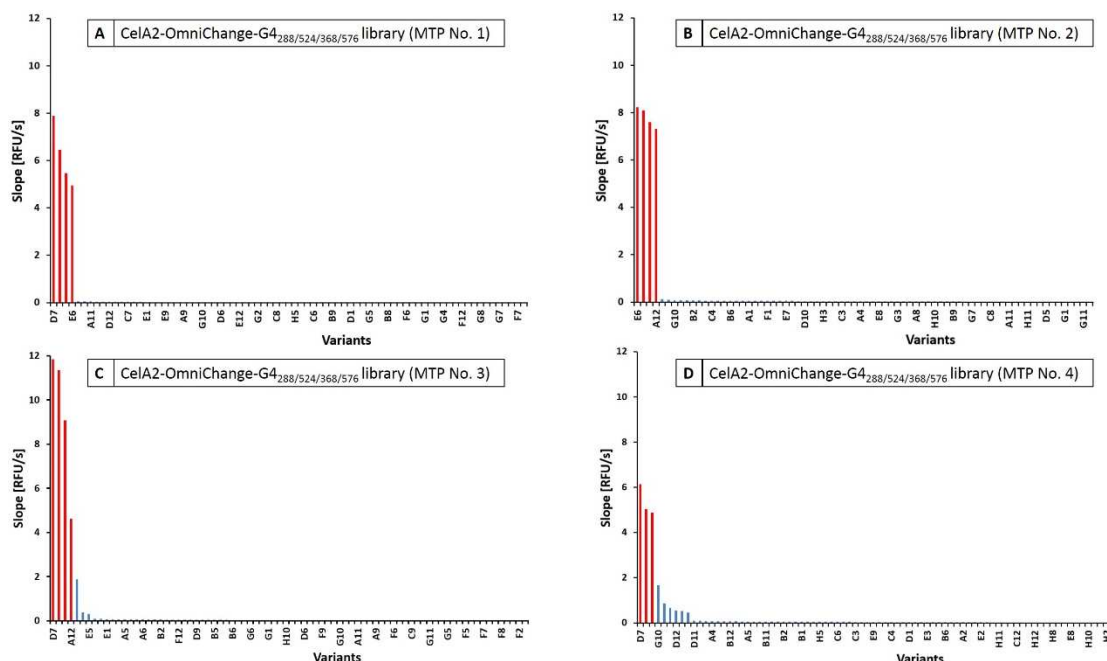 A CelA2-OmniChange-G4288/524/368/576 library (MTP No. 1)
12
10
8
6
4
2
0
Slope [RFU/s]
D7 E6 A11 D12 C7 E1 E9 A9 G10 D6 E12 G2 C8 H5 C6 B9 D1 G5 B8 F6 G1 G4 F12 G8 G7 F7
Variants
B CelA2-OmniChange-G4288/524/368/576 library (MTP No. 2)
12
10
8
6
4
2
0
Slope [RFU/s]
E6 A12 G10 B2 C4 B6 A1 F1 E7 D10 H3 C3 A4 E8 G3 A8 H10 B9 G7 C8 A11 H11 D5 G1 G11
Variants
C CelA2-OmniChange-G4288/524/368/576 library (MTP No. 3)
12
10
8
6
4
2
0
Slope [RFU/s]
D7 A12 E5 E1 A5 A6 B2 F12 D9 B5 B6 G6 G1 H10 D6 F9 G10 A11 A9 F6 C9 G11 G5 F5 F7 F8 F2
Variants
D CelA2-OmniChange-G4288/524/368/576 library (MTP No. 4)
12
10
8
6
4
2
0
Slope [RFU/s]
D7 G10 D12 D11 A4 B12 A5 B11 B2 B1 H5 C6 C3 E9 C4 D1 E3 B6 A2 E2 H11 C12 H12 H8 E8 H10
Variants